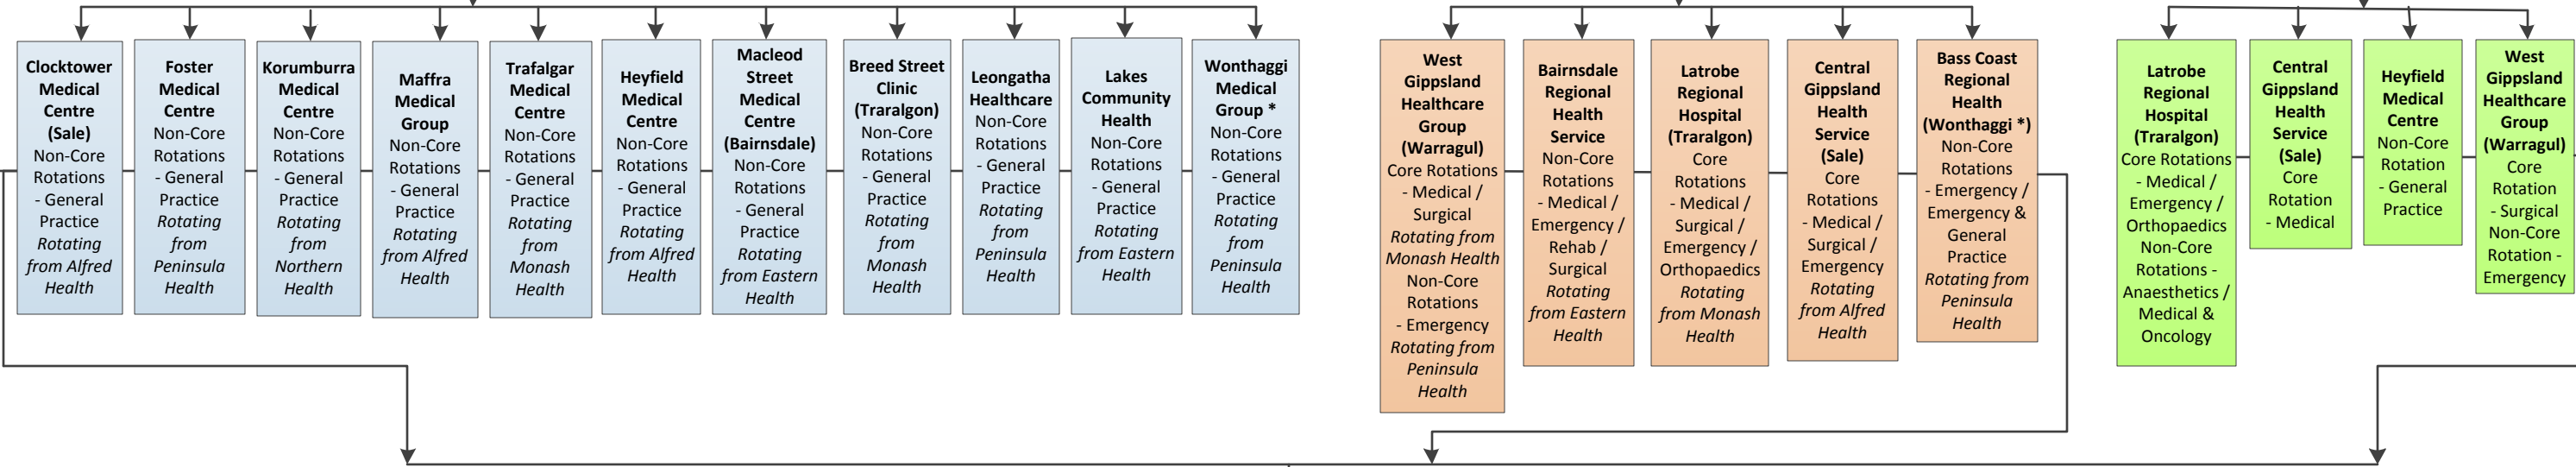 Clocktower
Medical
Centre
(Sale)
Non-Core
Rotations
- General
Practice
Rotating
from Alfred
Health
Foster
Medical
Centre
Non-Core
Rotations
- General
Practice
Rotating
from
Peninsula
Health
Korumburra
Medical
Centre
Non-Core
Rotations
- General
Practice
Rotating
from
Northern
Health
Maffra
Medical
Group
Non-Core
Rotations
- General
Practice
Rotating
from Alfred
Health
Trafalgar
Medical
Centre
Non-Core
Rotations
- General
Practice
Rotating
from
Monash
Health
Heyfield
Medical
Centre
Non-Core
Rotations
- General
Practice
Rotating
from Alfred
Health
Macleod
Street
Medical
Centre
(Bairnsdale)
Non-Core
Rotations
- General
Practice
Rotating
from Eastern
Health
Breed Street
Clinic
(Traralgon)
Non-Core
Rotations
- General
Practice
Rotating
from
Monash
Health
Leongatha
Healthcare
Non-Core
Rotations
- General
Practice
Rotating
from
Peninsula
Health
Lakes
Community
Health
Non-Core
Rotations
- General
Practice
Rotating
from Eastern
Health
Wonthaggi
Medical
Group *
Non-Core
Rotations
- General
Practice
Rotating
from
Peninsula
Health
West
Gippsland
Healthcare
Group
(Warragul)
Core Rotations
- Medical /
Surgical
Rotating from
Monash Health
Non-Core
Rotations
- Emergency
Rotating from
Peninsula
Health
Bairnsdale
Regional
Health
Service
Non-Core
Rotations
- Medical /
Emergency /
Rehab /
Surgical
Rotating
from Eastern
Health
Latrobe
Regional
Hospital
(Traralgon)
Core
Rotations
- Medical /
Surgical /
Emergency /
Orthopaedics
Rotating
from Monash
Health
Central
Gippsland
Health
Service
(Sale)
Core
Rotations
- Medical /
Surgical /
Emergency
Rotating
from Alfred
Health
Bass Coast
Regional
Health
(Wonthaggi *)
Non-Core
Rotations
- Emergency /
Emergency &
General
Practice
Rotating from
Peninsula
Health
Latrobe
Regional
Hospital
(Traralgon)
Core Rotations
- Medical /
Emergency /
Orthopaedics
Non-Core
Rotations -
Anaesthetics /
Medical &
Oncology
Central
Gippsland
Health
Service
(Sale)
Core
Rotation
- Medical
Heyfield
Medical
Centre
Non-Core
Rotation
- General
Practice
West
Gippsland
Healthcare
Group
(Warragul)
Core
Rotation
- Surgical
Non-Core
Rotation -
Emergency